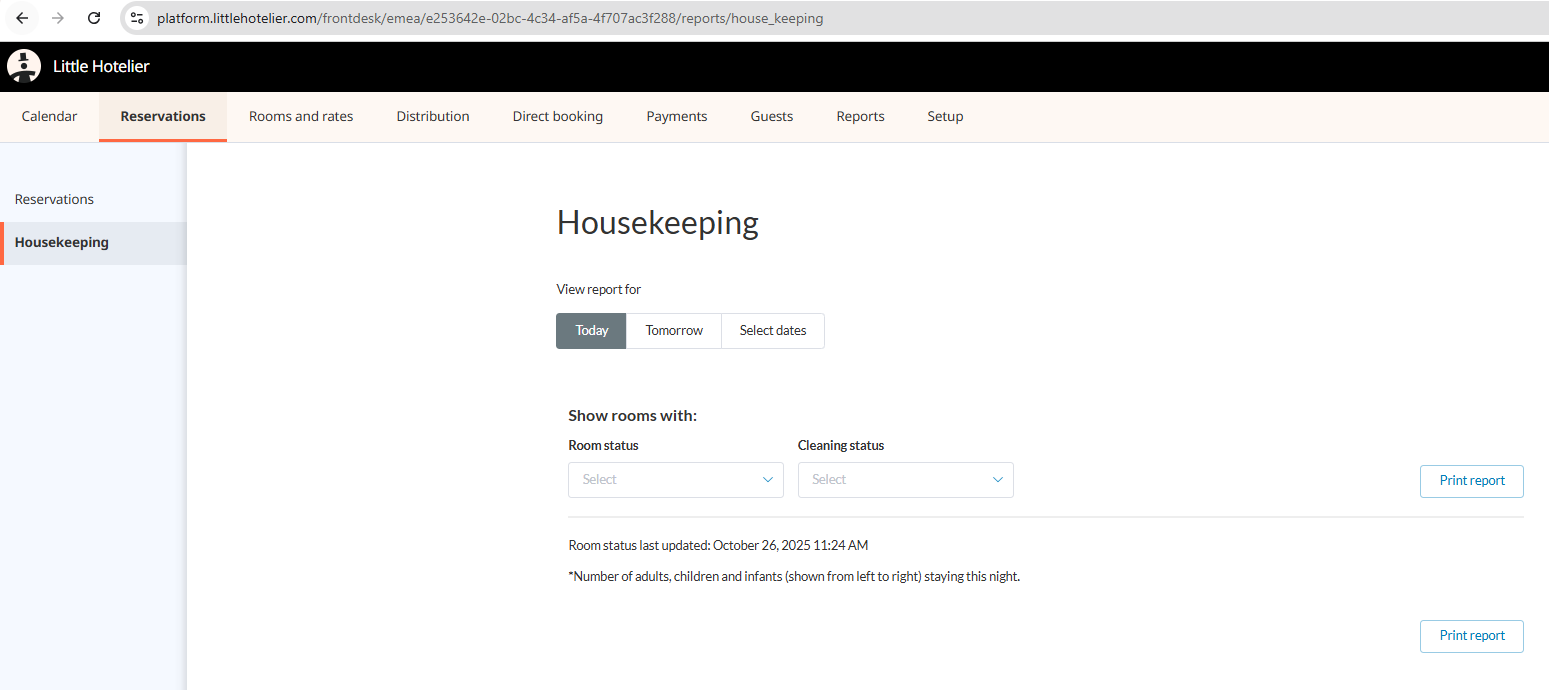 platform.littlehotelier.com/frontdesk/emea/e253642e-02bc-4c34-af5a-4f707ac3f288/reports/house_keeping
Little Hotelier
Calendar Reservations Rooms and rates Distribution Direct booking Payments Guests Reports Setup
Reservations
Housekeeping
Housekeeping
View report for
Today Tomorrow Select dates
Show rooms with:
Room status Cleaning status
Select Select Print report
Room status last updated: October 26, 2025 11:24 AM
*Number of adults, children and infants (shown from left to right) staying this night.
Print report